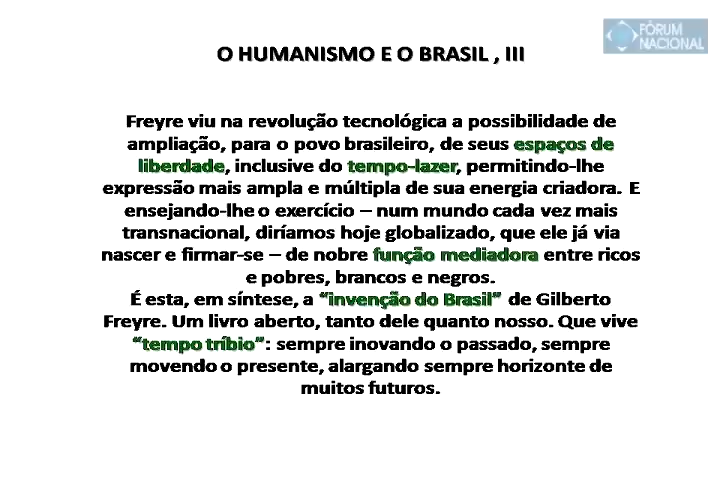 FÓRUM
NACIONAL
O HUMANISMO E O BRASIL , III
Freyre viu na revolução tecnológica a possibilidade de
ampliação, para o povo brasileiro, de seus espaços de
liberdade, inclusive do tempo-lazer, permitindo-lhe
expressão mais ampla e múltipla de sua energia criadora. E
ensejando-lhe o exercício – num mundo cada vez mais
transnacional, diríamos hoje globalizado, que ele já via
nascer e firmar-se – de nobre função mediadora entre ricos
e pobres, brancos e negros.
É esta, em síntese, a “invenção do Brasil” de Gilberto
Freyre. Um livro aberto, tanto dele quanto nosso. Que vive
“tempo tríbio”: sempre inovando o passado, sempre
movendo o presente, alargando sempre horizonte de
muitos futuros.